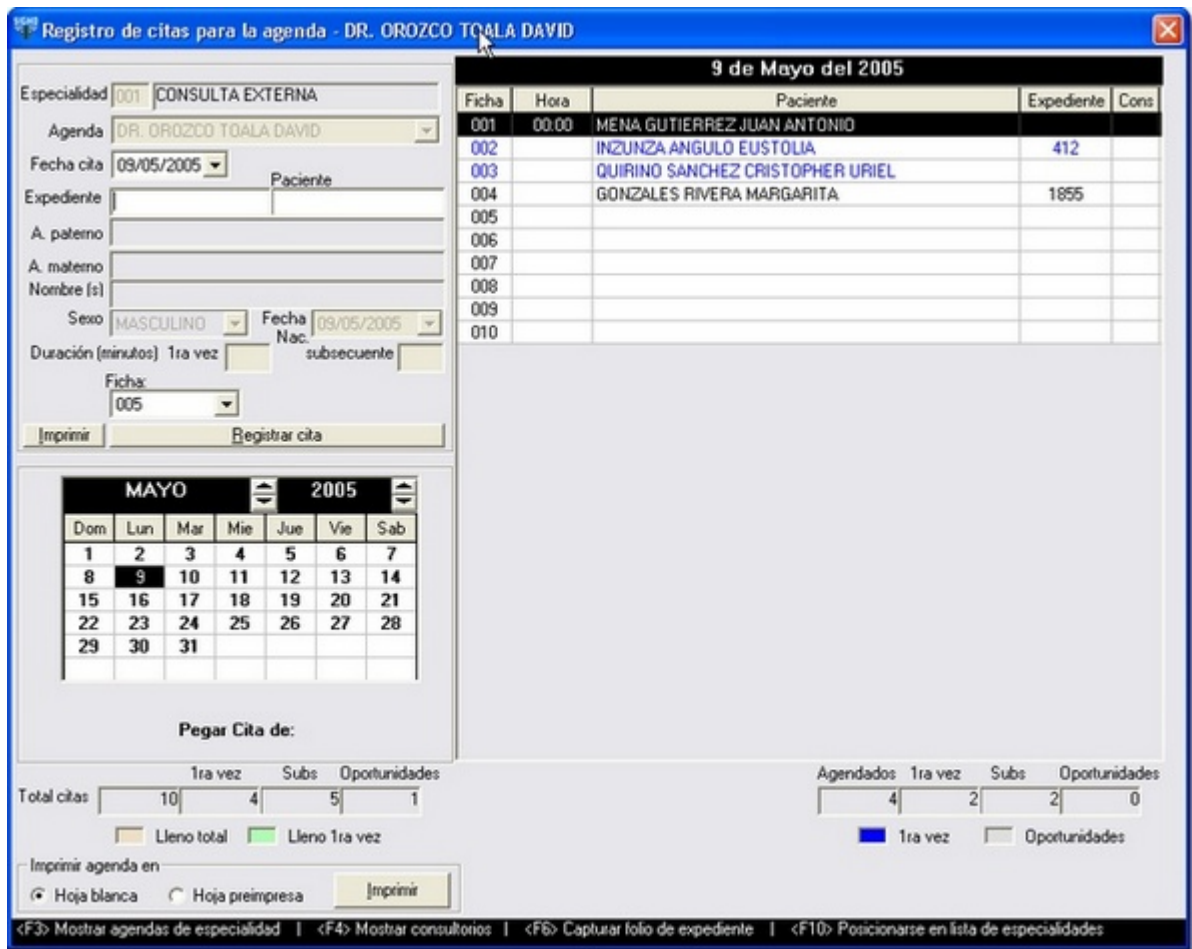 Registro de citas para la agenda - DR. OROZCO TOALA DAVID
Especialidad 001 CONSULTA EXTERNA
Agenda DR. OROZCO TOALA DAVID
Fecha cita 09/05/2005
Paciente
Expediente
A. paterno
A. materno
Nombre (s)
Sexo MASCULINO Fecha Nac. 09/05/2005
Duración (minutos) 1ra vez subsecuente
Ficha:
005
Imprimir Registrar cita
MAYO 2005
Dom Lun Mar Mie Jue Vie Sab
1 2 3 4 5 6 7
8 9 10 11 12 13 14
15 16 17 18 19 20 21
22 23 24 25 26 27 28
29 30 31
Pegar Cita de:
1ra vez Subs Oportunidades
Total citas 10 4 5 1
Lleno total Lleno 1ra vez
Imprimir agenda en
Hoja blanca Hoja preimpresa Imprimir
9 de Mayo del 2005
Ficha Hora Paciente Expediente Cons
001 00:00 MENA GUTIERREZ JUAN ANTONIO
002 INZUNZA ANGULO EUSTOLIA 412
003 QUIRINO SANCHEZ CRISTOPHER URIEL
004 GONZALES RIVERA MARGARITA 1855
005
006
007
008
009
010
Agendados 1ra vez Subs Oportunidades
4 2 2 0
1ra vez Oportunidades
<F3> Mostrar agendas de especialidad | <F4> Mostrar consultorios | <F6> Capturar folio de expediente | <F10> Posicionarse en lista de especialidades